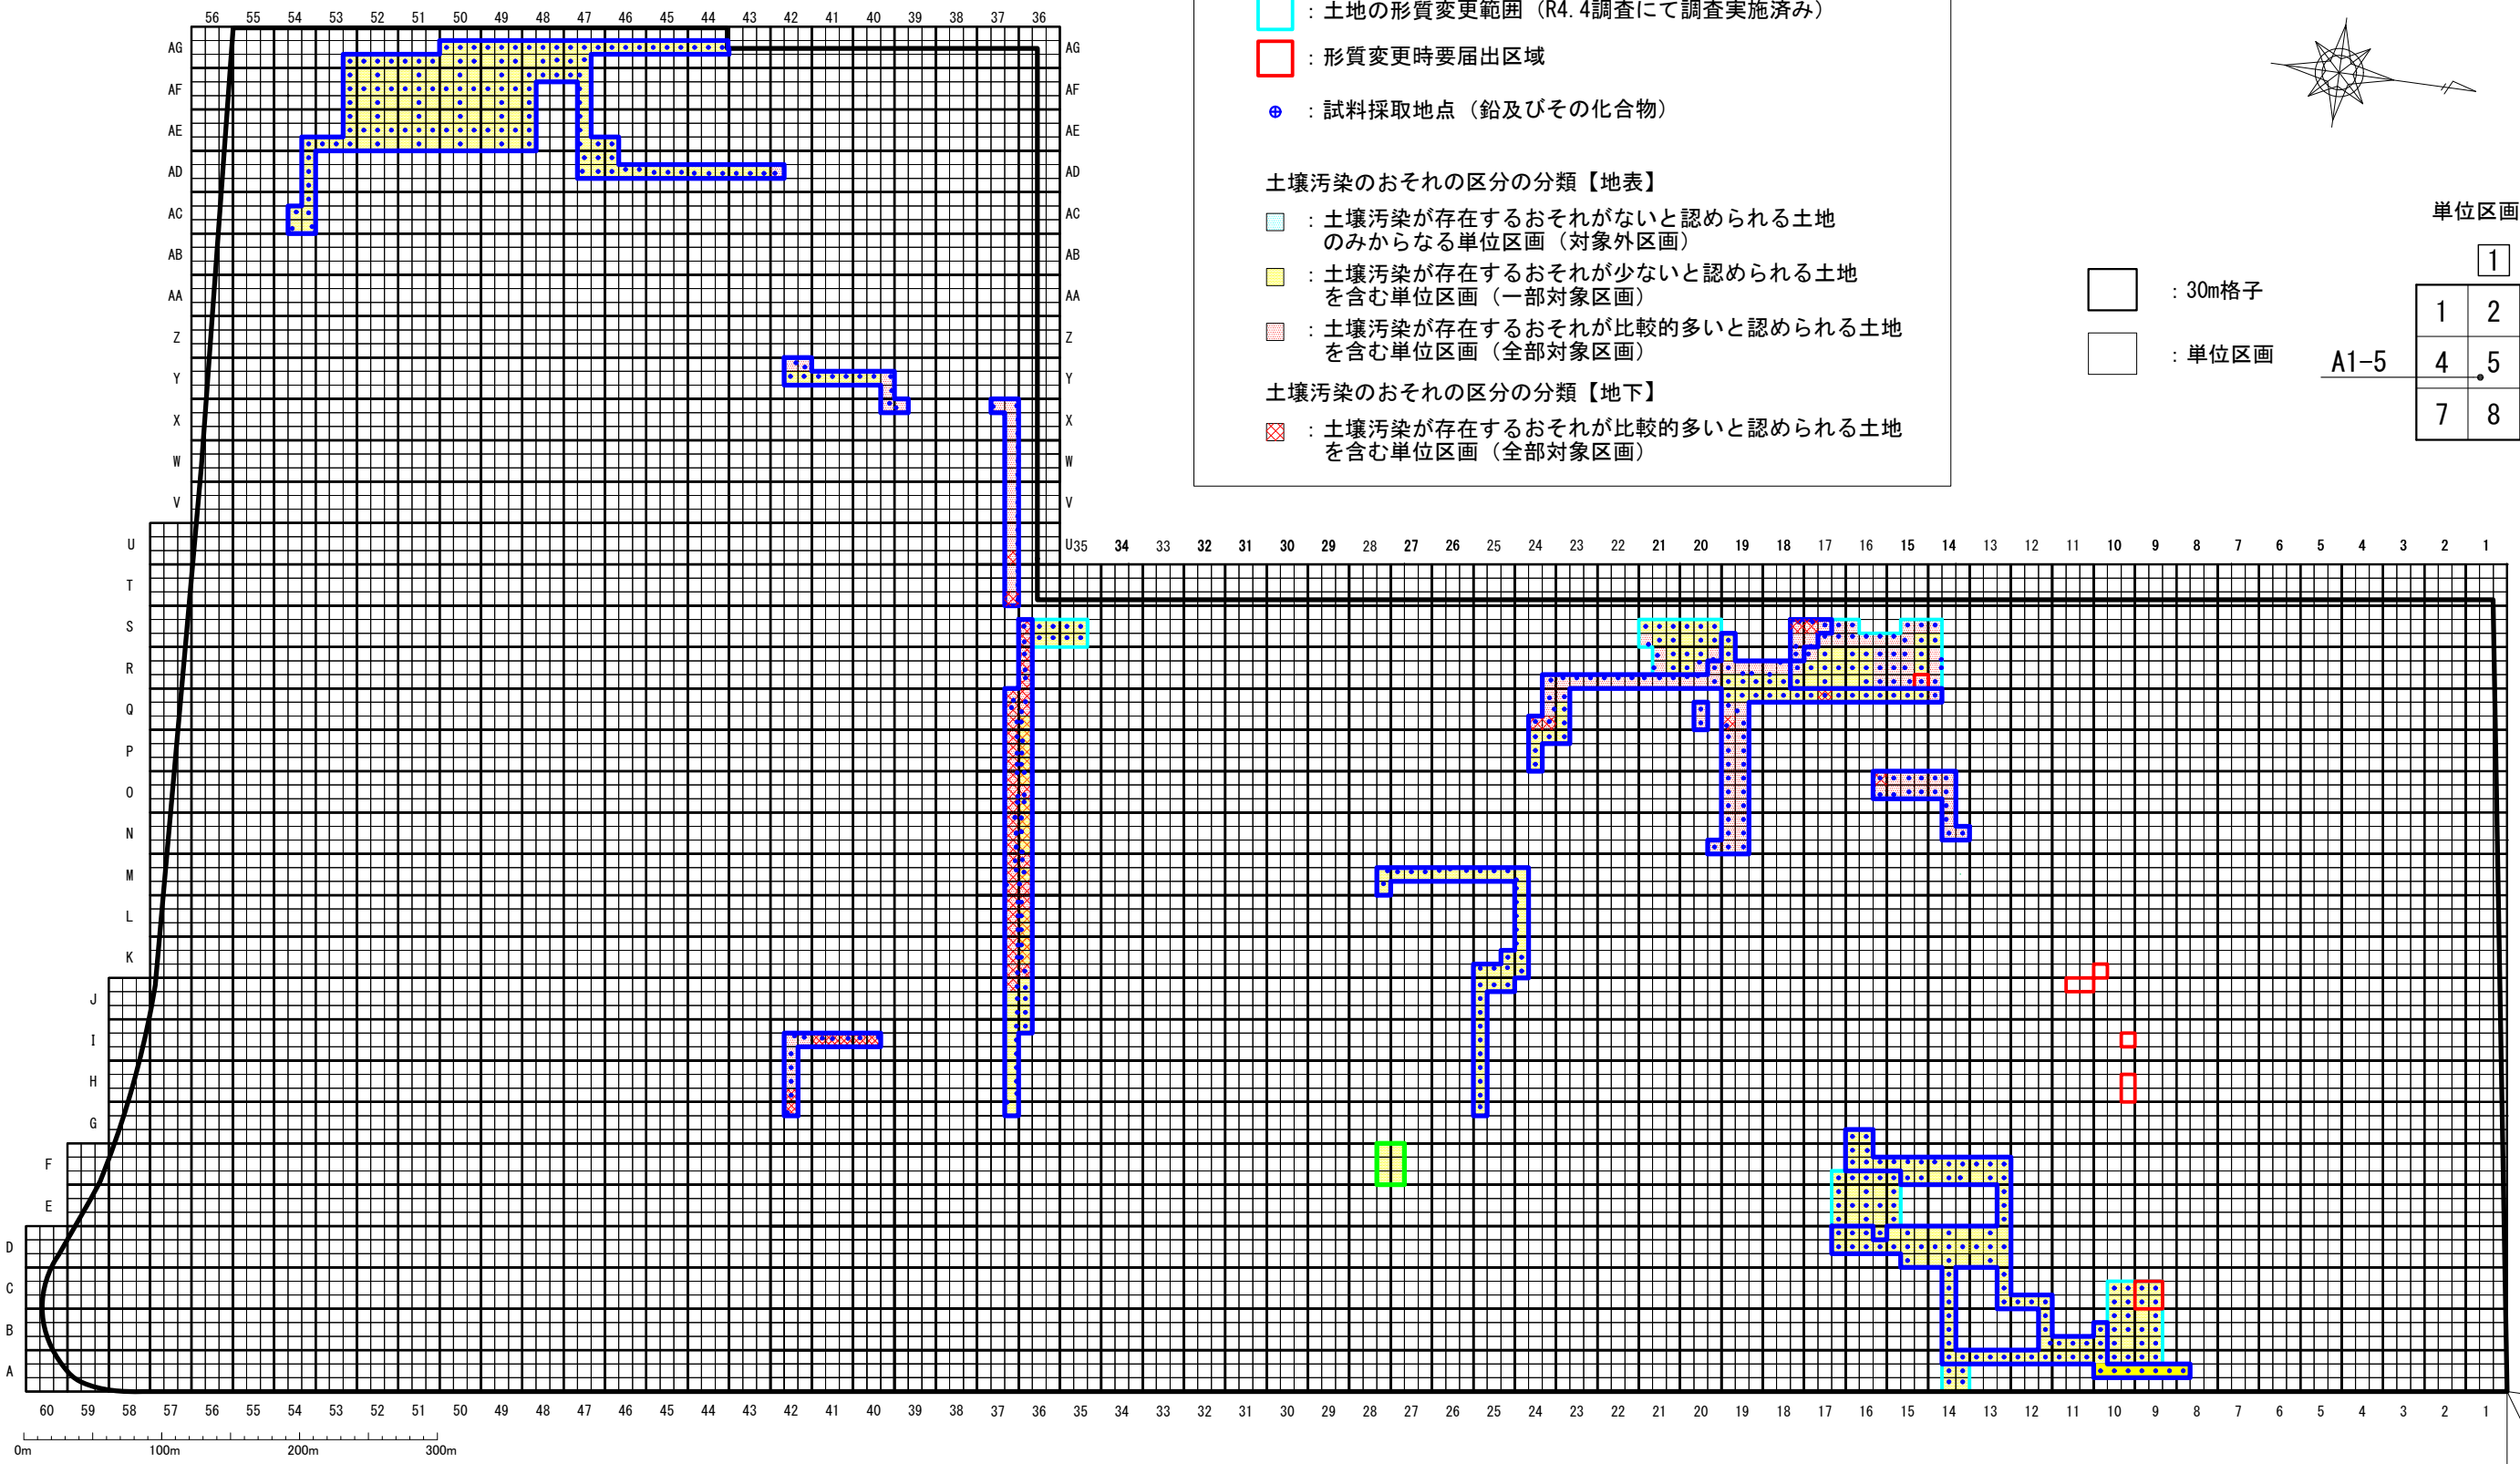 56 55 54 53 52 51 50 49 48 47 46 45 44 43 42 41 40 39 38 37 36
：土地の形質変更範囲（R4.4調査にて調査実施済み）
：形質変更時要届出区域
：試料採取地点（鉛及びその化合物）
土壌汚染のおそれの区分の分類【地表】
：土壌汚染が存在するおそれがないと認められる土地
のみからなる単位区画（対象外区画）
：土壌汚染が存在するおそれが少ないと認められる土地
を含む単位区画（一部対象区画）
：土壌汚染が存在するおそれが比較的多いと認められる土地
を含む単位区画（全部対象区画）
土壌汚染のおそれの区分の分類【地下】
：土壌汚染が存在するおそれが比較的多いと認められる土地
を含む単位区画（全部対象区画）
：30m格子
：単位区画
単位区画
1
1 2
A1-5 4 5
7 8
AG AG
AF AF
AE AE
AD AD
AC AC
AB AB
AA AA
Z Z
Y Y
X X
W W
V V
U U 35 34 33 32 31 30 29 28 27 26 25 24 23 22 21 20 19 18 17 16 15 14 13 12 11 10 9 8 7 6 5 4 3 2 1
T
S
R
Q
P
O
N
M
L
K
J
I
H
G
F
E
D
C
B
A
60 59 58 57 56 55 54 53 52 51 50 49 48 47 46 45 44 43 42 41 40 39 38 37 36 35 34 33 32 31 30 29 28 27 26 25 24 23 22 21 20 19 18 17 16 15 14 13 12 11 10 9 8 7 6 5 4 3 2 1
0m 100m 200m 300m